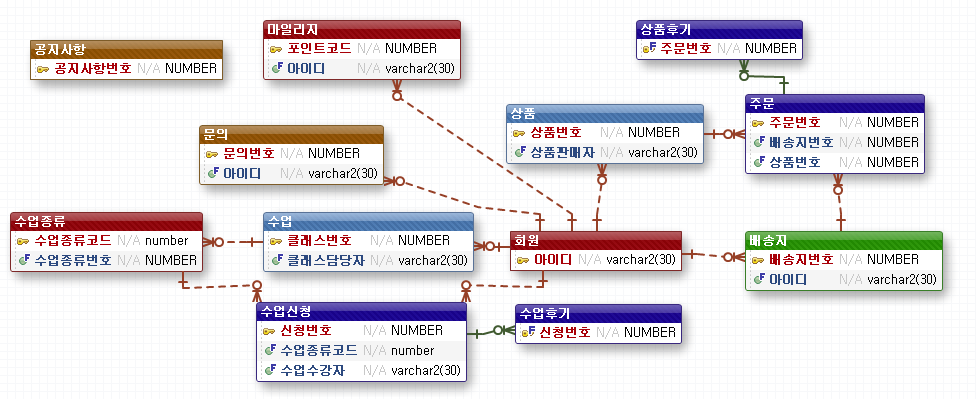 공지사항
공지사항번호 N/A NUMBER
마일리지
포인트코드 N/A NUMBER
아이디 N/A varchar2(30)
상품후기
주문번호 N/A NUMBER
문의
문의번호 N/A NUMBER
아이디 N/A varchar2(30)
상품
상품번호 N/A NUMBER
상품판매자 N/A varchar2(30)
주문
주문번호 N/A NUMBER
배송지번호 N/A NUMBER
상품번호 N/A NUMBER
수업종류
수업종류코드 N/A number
수업종류번호 N/A NUMBER
수업
클래스번호 N/A NUMBER
클래스담당자 N/A varchar2(30)
회원
아이디 N/A varchar2(30)
배송지
배송지번호 N/A NUMBER
아이디 N/A varchar2(30)
수업신청
신청번호 N/A NUMBER
수업종류코드 N/A number
수업수강자 N/A varchar2(30)
수업후기
신청번호 N/A NUMBER